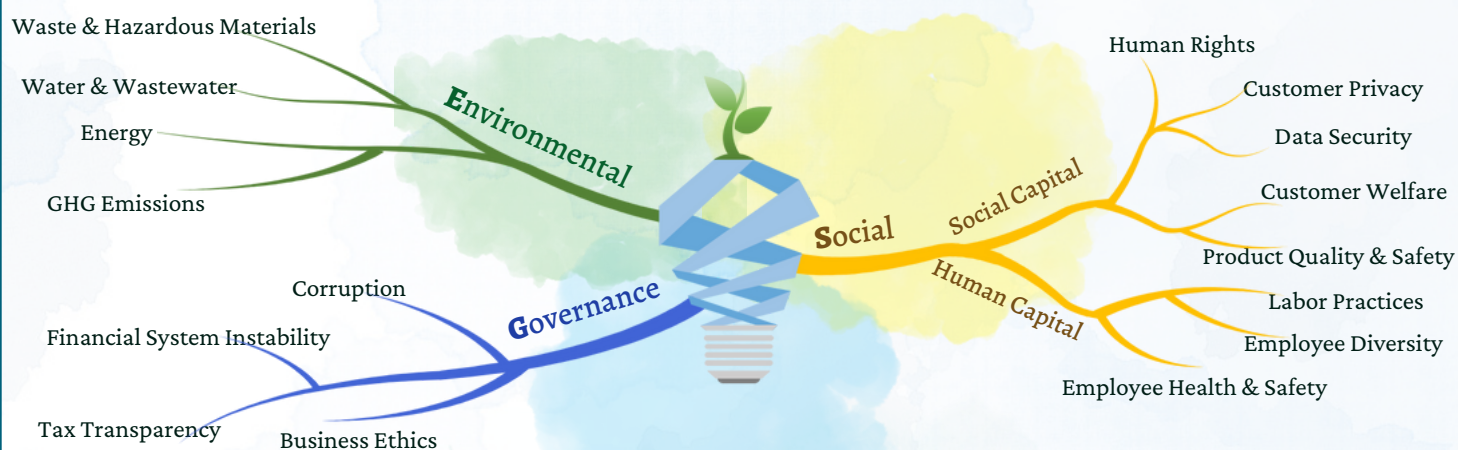 Waste & Hazardous Materials
Water & Wastewater
Energy
GHG Emissions
Environmental
Governance
Corruption
Financial System Instability
Tax Transparency
Business Ethics
Social
Social Capital
Human Rights
Customer Privacy
Data Security
Customer Welfare
Product Quality & Safety
Human Capital
Labor Practices
Employee Diversity
Employee Health & Safety